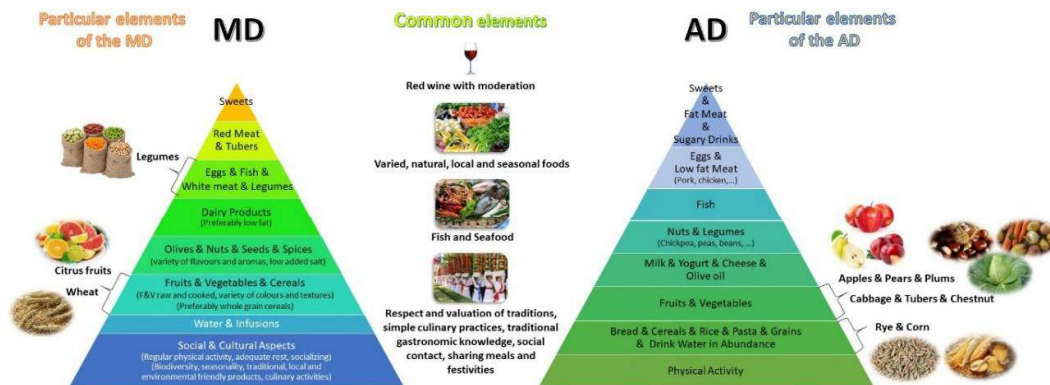 Particular elements
of the MD
MD
Legumes
Citrus fruits
Wheat
Sweets
Red Meat
& Tubers
Eggs & Fish &
White meat & Legumes
Dairy Products
(Preferably low fat)
Olives & Nuts & Seeds & Spices
(variety of flavours and aromas, low added salt)
Fruits & Vegetables & Cereals
(F&V raw and cooked, variety of colours and textures)
(Preferably whole grain cereals)
Water & Infusions
Social & Cultural Aspects
(Regular physical activity, adequate rest, socializing)
(Biodiversity, seasonality, traditional, local and
environmental friendly products, culinary activities)
Common elements
Red wine with moderation
Varied, natural, local and seasonal foods
Fish and Seafood
Respect and valuation of traditions,
simple culinary practices, traditional
gastronomic knowledge, social
contact, sharing meals and
festivities
AD
Particular elements
of the AD
Sweets
&
Fat Meat
&
Sugary Drinks
Eggs &
Low fat Meat
(Pork, chicken,...)
Fish
Nuts & Legumes
(Chickpea, peas, beans, ...)
Milk & Yogurt & Cheese &
Olive oil
Fruits & Vegetables
Bread & Cereals & Rice & Pasta & Grains
& Drink Water in Abundance
Physical Activity
Apples & Pears & Plums
Cabbage & Tubers & Chestnut
Rye & Corn